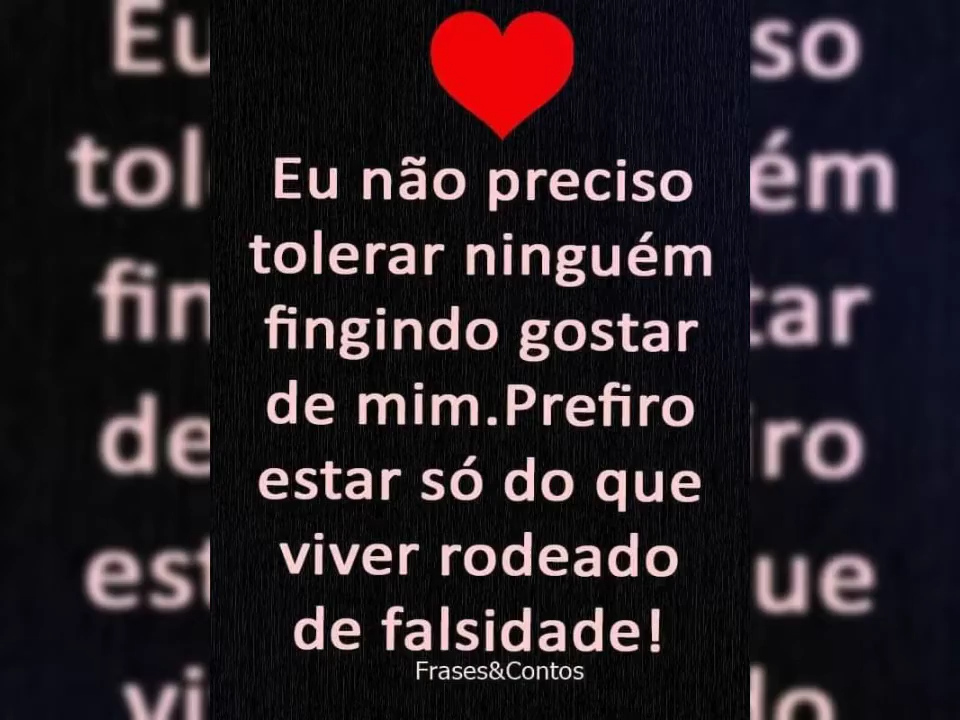 Eu não preciso
tolerar ninguém
fingindo gostar
de mim.Prefiro
estar só do que
viver rodeado
de falsidade!
Frases&Contos